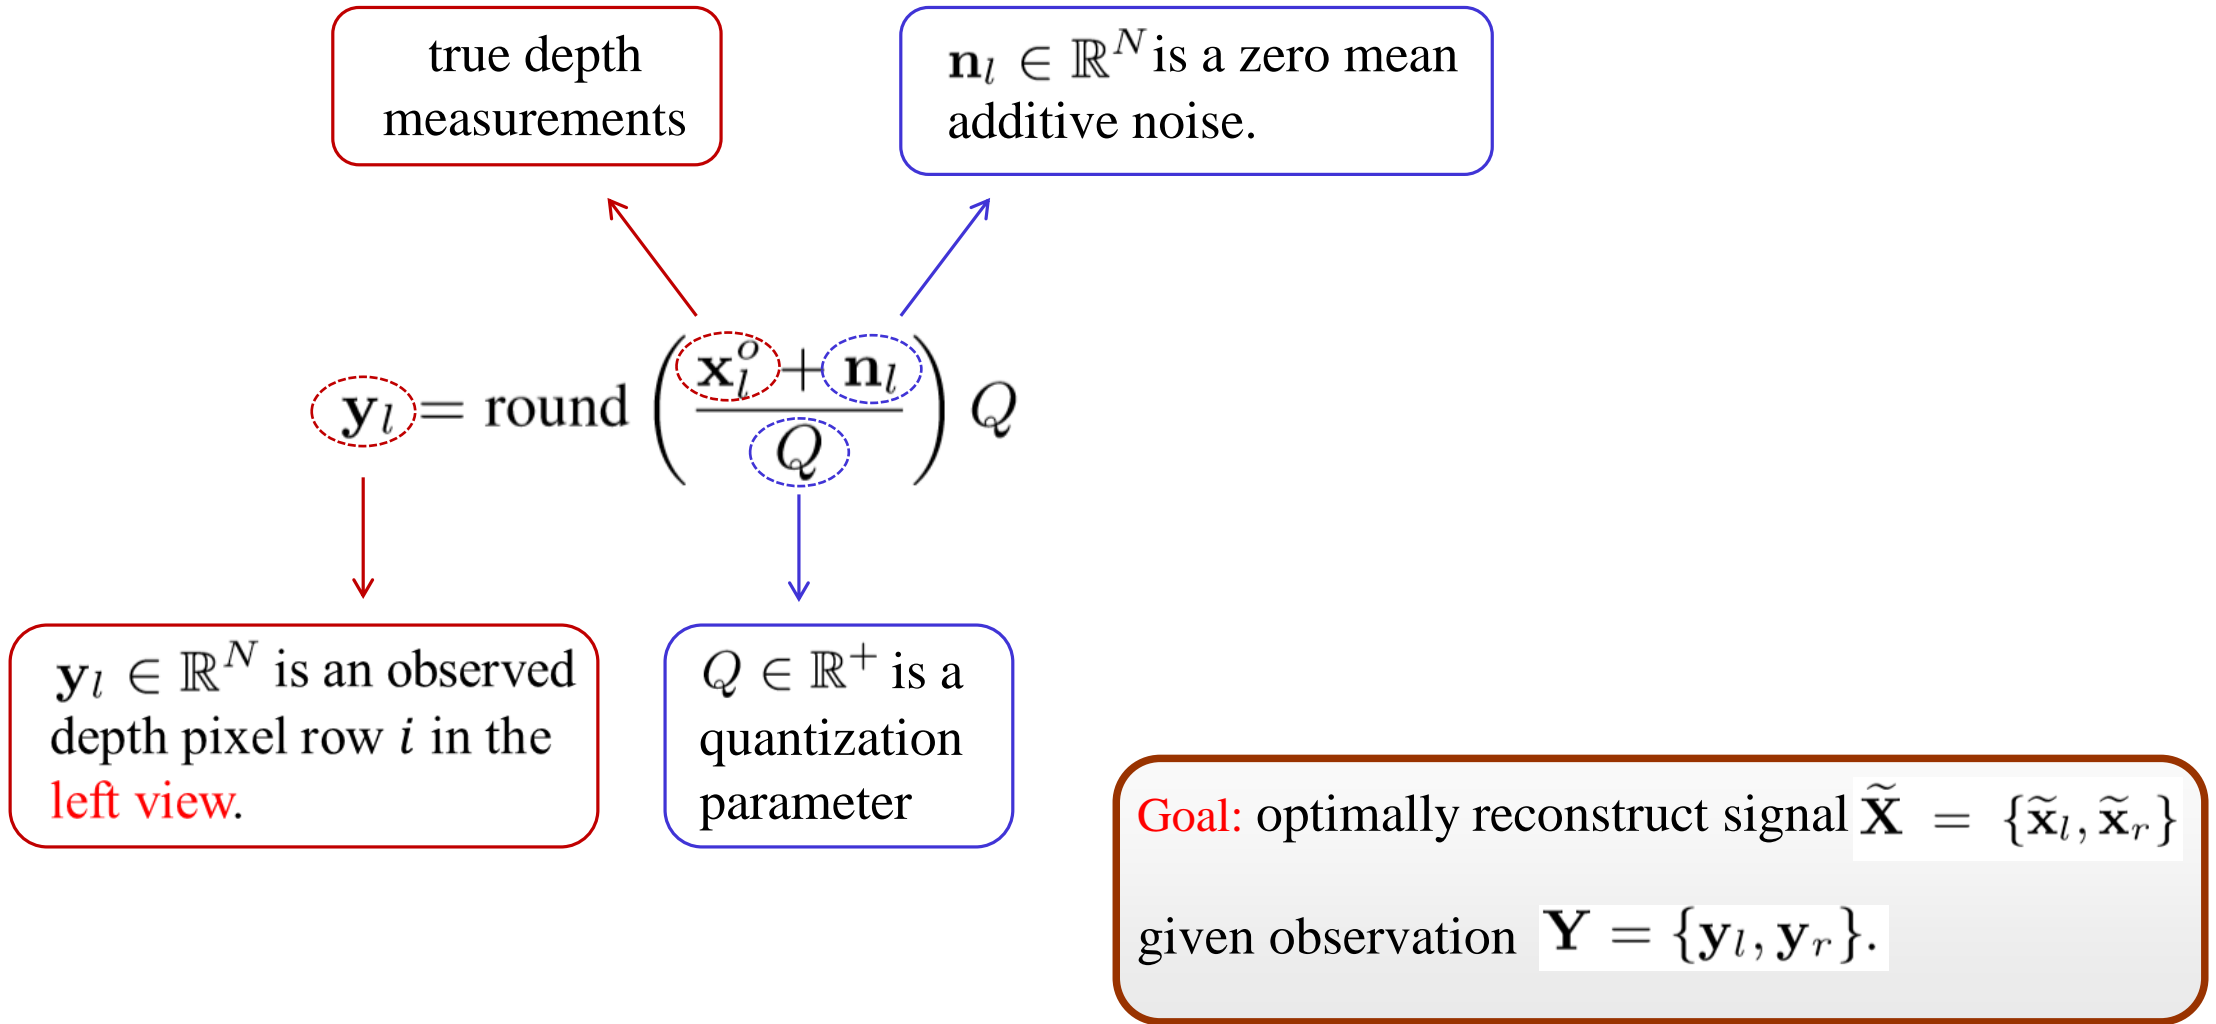 true depth
measurements
𝐧_l ∈ ℝ^N is a zero mean
additive noise.
𝐲_l = round ( (𝐱_l^o + 𝐧_l) / Q ) Q
𝐲_l ∈ ℝ^N is an observed
depth pixel row i in the
left view.
Q ∈ ℝ^+ is a
quantization
parameter
Goal: optimally reconstruct signal 𝐗̃ = {𝐱̃_l, 𝐱̃_r}
given observation 𝐘 = {𝐲_l, 𝐲_r}.